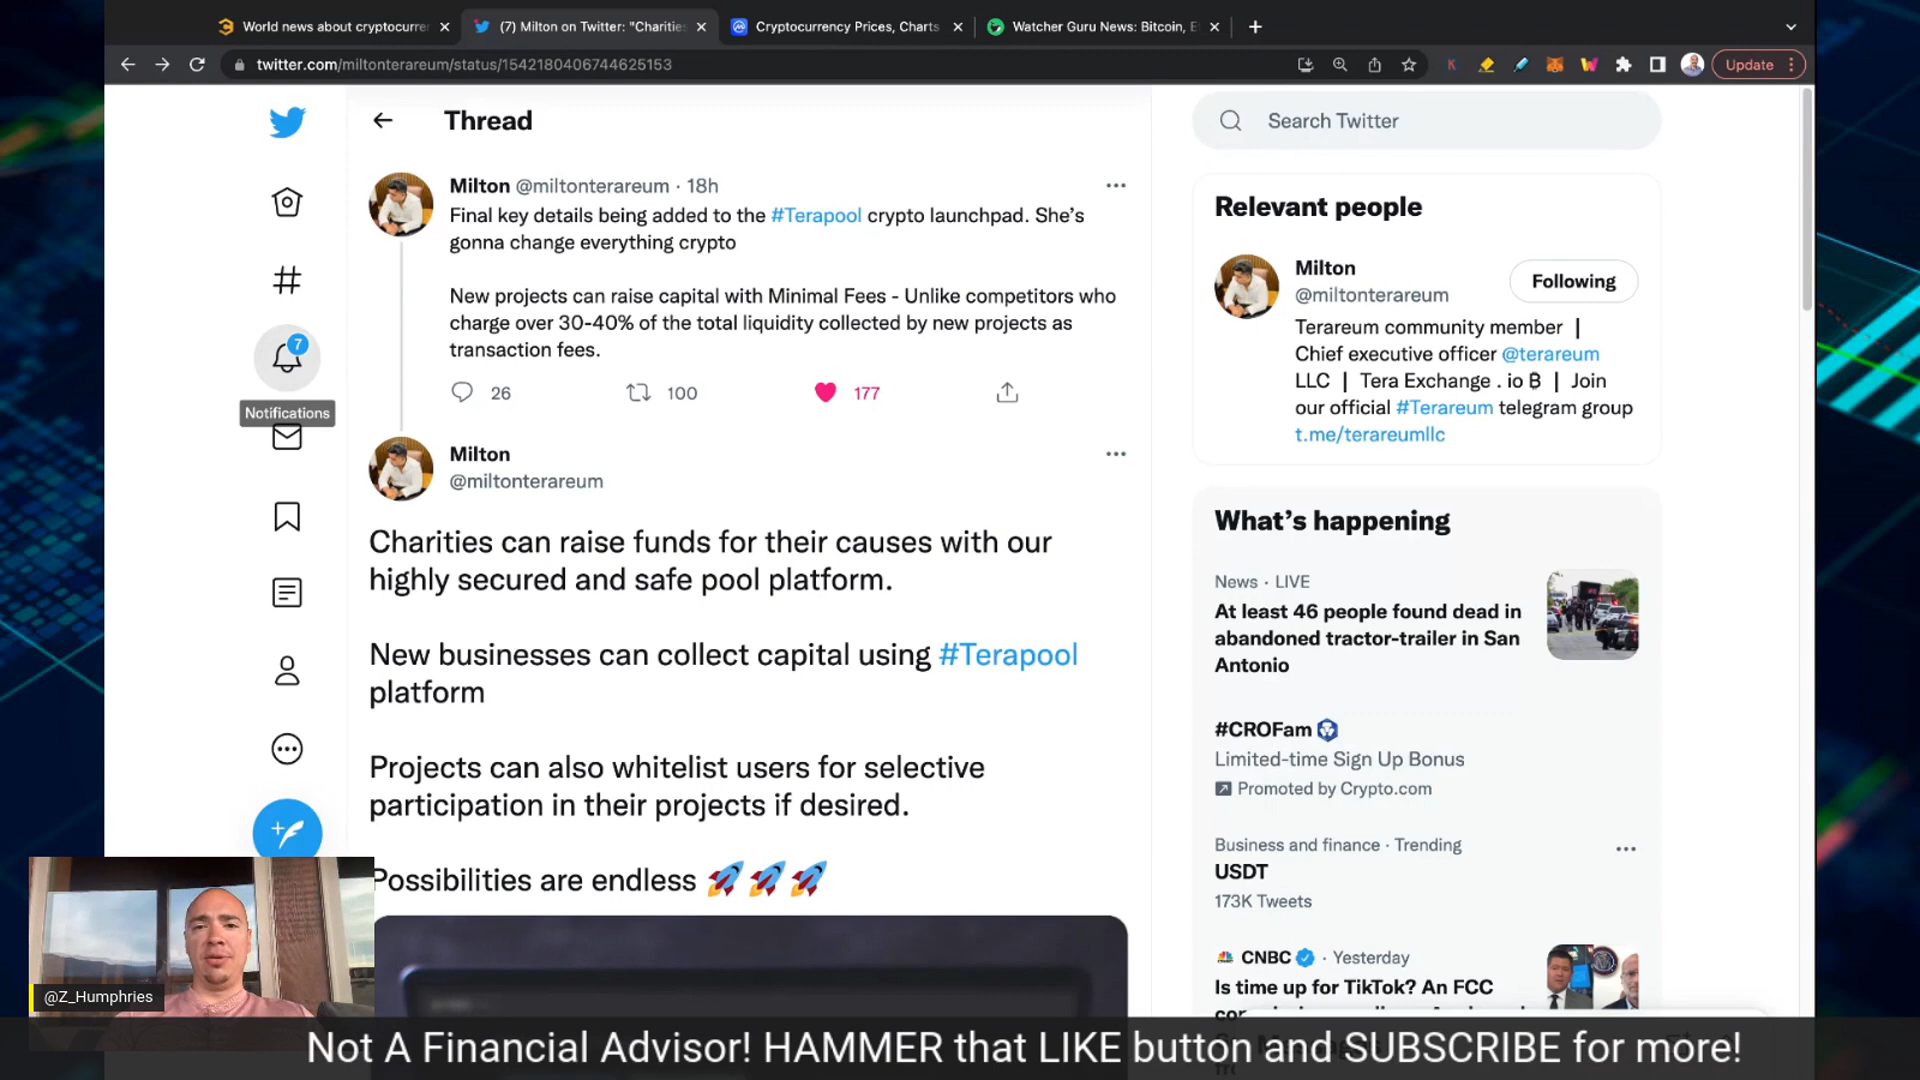 World news about cryptocurre
(7) Milton on Twitter: "Charities
Cryptocurrency Prices, Charts
Watcher Guru News: Bitcoin, E
twitter.com/miltonterareum/status/1542180406744625153
Update
Thread
Milton @miltonterareum · 18h
Final key details being added to the #Terapool crypto launchpad. She's
gonna change everything crypto
New projects can raise capital with Minimal Fees - Unlike competitors who
charge over 30-40% of the total liquidity collected by new projects as
transaction fees.
26
100
177
7
Notifications
Milton
@miltonterareum
Charities can raise funds for their causes with our
highly secured and safe pool platform.
New businesses can collect capital using #Terapool
platform
Projects can also whitelist users for selective
participation in their projects if desired.
Possibilities are endless 🚀🚀🚀
Search Twitter
Relevant people
Milton
@miltonterareum
Following
Terareum community member |
Chief executive officer @terareum
LLC | Tera Exchange . io ₿ | Join
our official #Terareum telegram group
t.me/terareumllc
What's happening
News · LIVE
At least 46 people found dead in
abandoned tractor-trailer in San
Antonio
#CROFam
Limited-time Sign Up Bonus
Promoted by Crypto.com
Business and finance · Trending
USDT
173K Tweets
CNBC · Yesterday
Is time up for TikTok? An FCC
@Z_Humphries
Not A Financial Advisor! HAMMER that LIKE button and SUBSCRIBE for more!